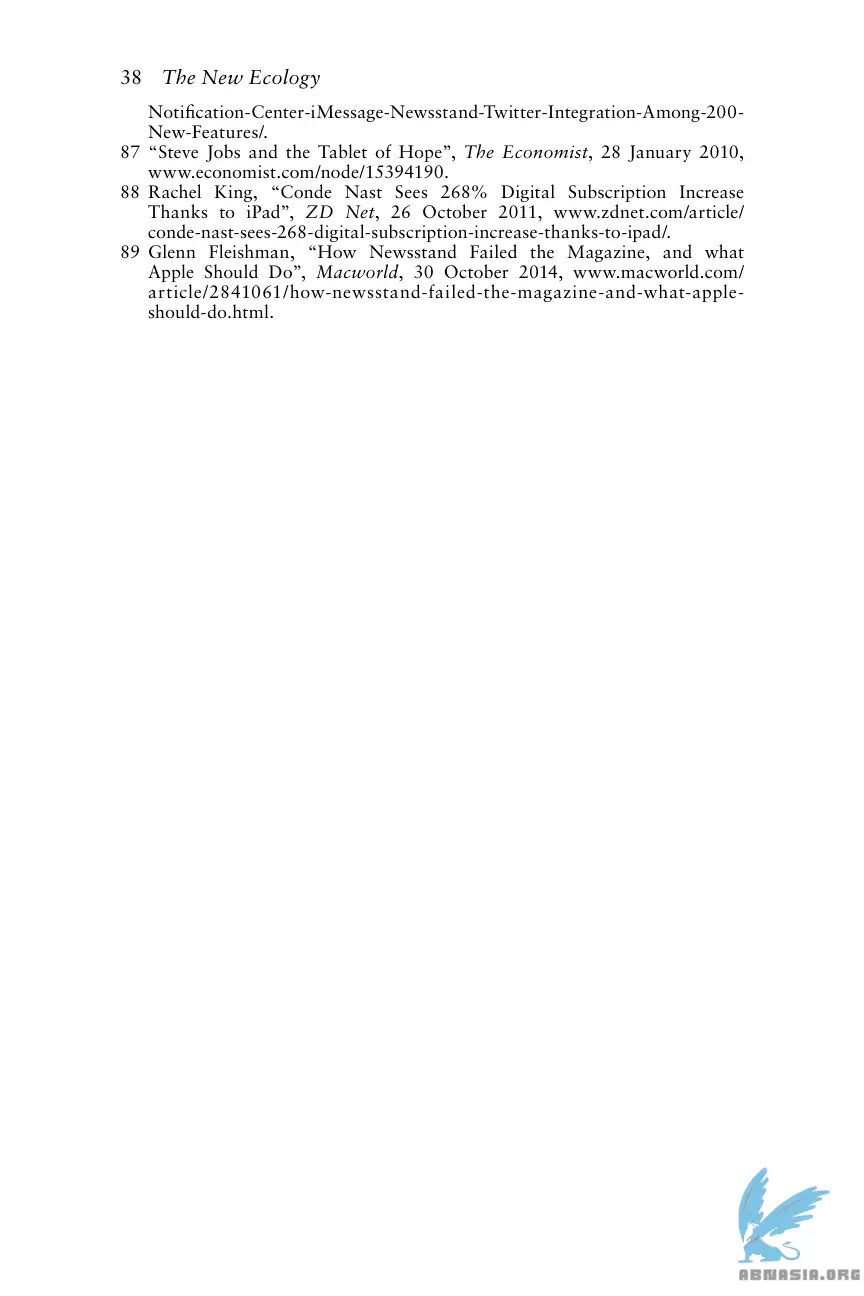 38 The New Ecology
Notification-Center-iMessage-Newsstand-Twitter-Integration-Among-200-
New-Features/.
87 “Steve Jobs and the Tablet of Hope”, The Economist, 28 January 2010,
www.economist.com/node/15394190.
88 Rachel King, “Conde Nast Sees 268% Digital Subscription Increase
Thanks to iPad”, ZD Net, 26 October 2011, www.zdnet.com/article/
conde-nast-sees-268-digital-subscription-increase-thanks-to-ipad/.
89 Glenn Fleishman, “How Newsstand Failed the Magazine, and what
Apple Should Do”, Macworld, 30 October 2014, www.macworld.com/
article/2841061/how-newsstand-failed-the-magazine-and-what-apple-
should-do.html.
ABNASIA.ORG